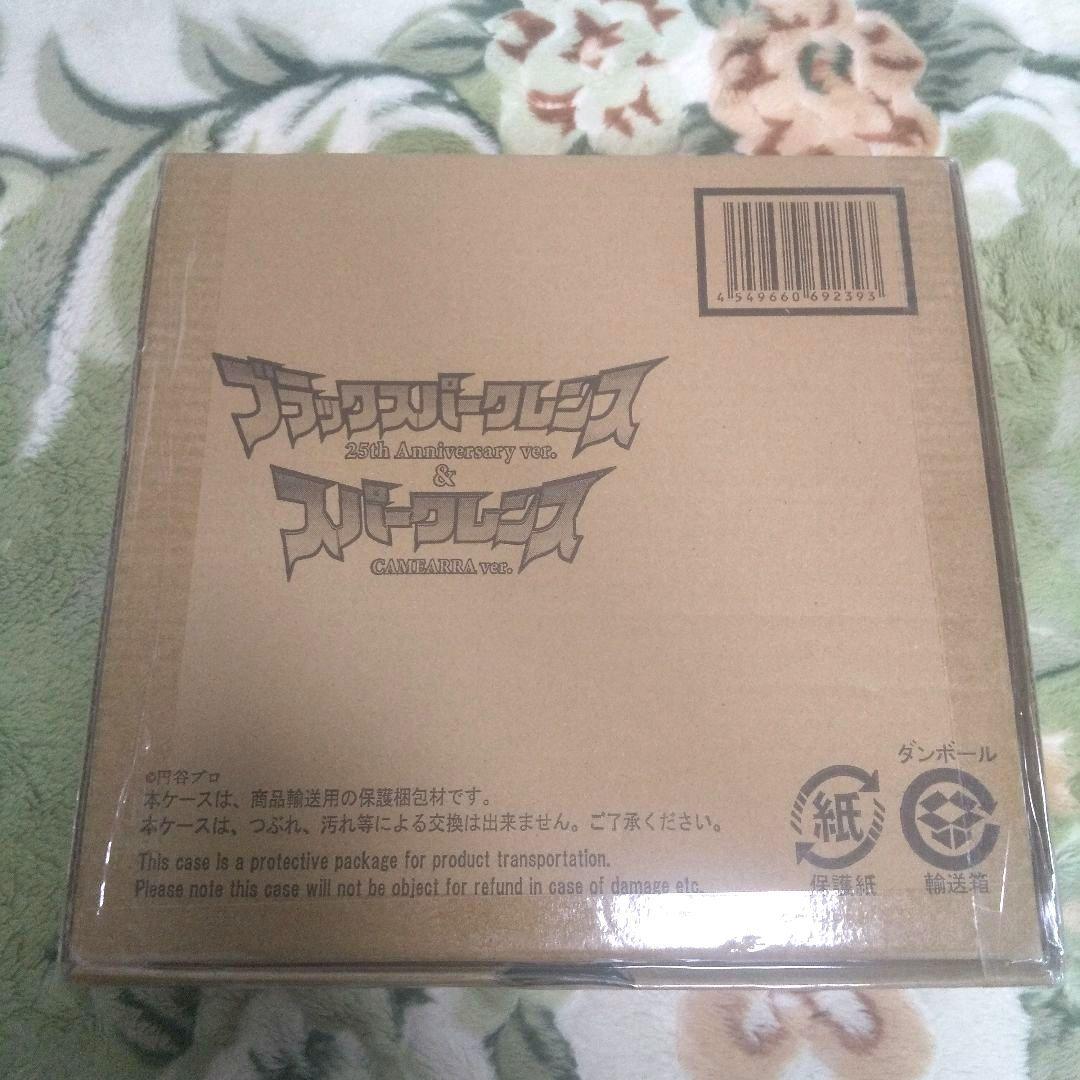 4 549660 692393
ブラックスパークレンス
25th Anniversary ver.
&
スパークレンス
CAMEARRA ver.
ダンボール
©円谷プロ
本ケースは、商品輸送用の保護梱包材です。
本ケースは、つぶれ、汚れ等による交換は出来ません。ご了承ください。
This case is a protective package for product transportation.
Please note this case will not be object for refund in case of damage etc.
紙
保護紙
輸送箱